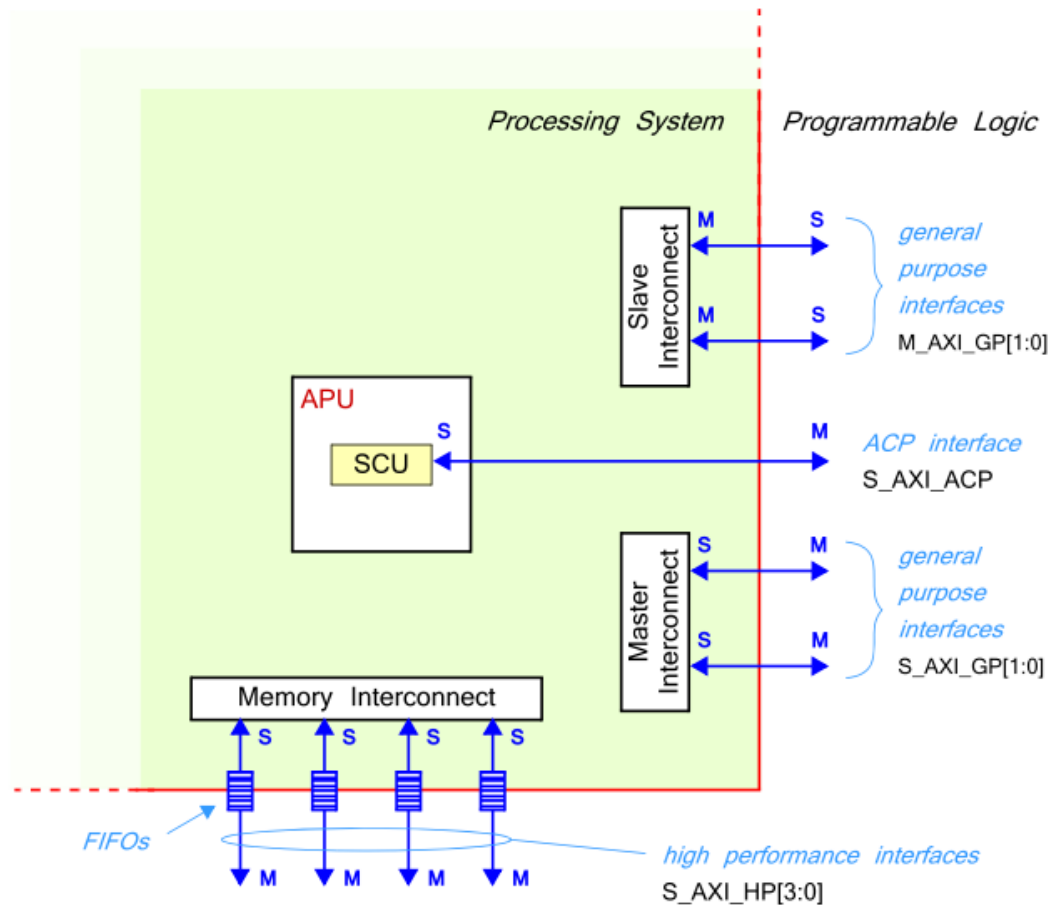 Processing System
Programmable Logic
M
S
general
purpose
interfaces
M_AXI_GP[1:0]
Slave
Interconnect
M
S
APU
SCU
S
M
ACP interface
S_AXI_ACP
Master
Interconnect
S
M
general
purpose
interfaces
S_AXI_GP[1:0]
S
M
Memory Interconnect
S
S
S
S
FIFOs
M
M
M
M
high performance interfaces
S_AXI_HP[3:0]